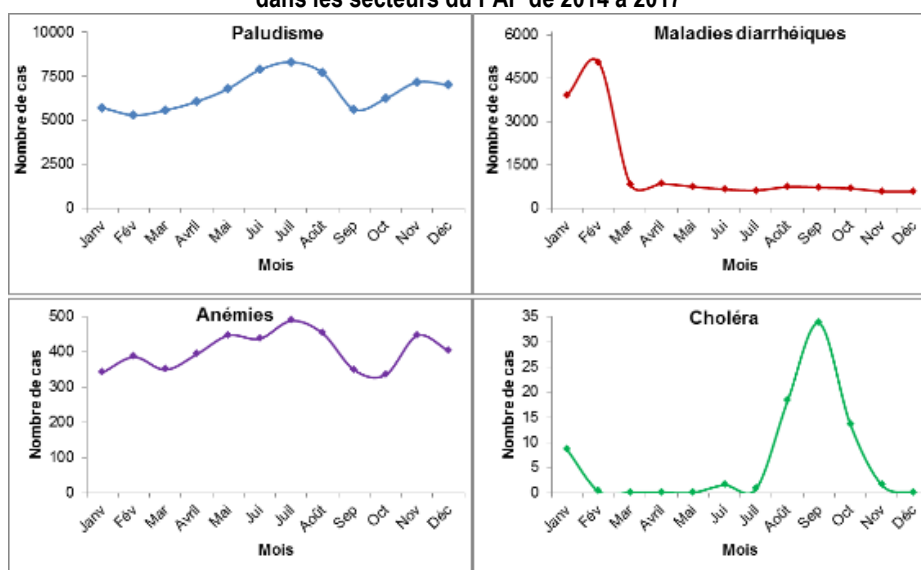 dans les secteurs du PAP de 2014 à 2017
Paludisme
Nombre de cas
10000
7500
5000
2500
0
Janv Fév Mar Avril Mai Jui Juil Août Sep Oct Nov Déc
Mois
Maladies diarrhéiques
Nombre de cas
6000
4500
3000
1500
0
Janv Fév Mar Avril Mai Jui Juil Août Sep Oct Nov Déc
Mois
Anémies
Nombre de cas
500
400
300
200
100
0
Janv Fév Mar Avril Mai Jui Juil Août Sep Oct Nov Déc
Mois
Choléra
Nombre de cas
35
30
25
20
15
10
5
0
Janv Fév Mar Avril Mai Jui Juil Août Sep Oct Nov Déc
Mois